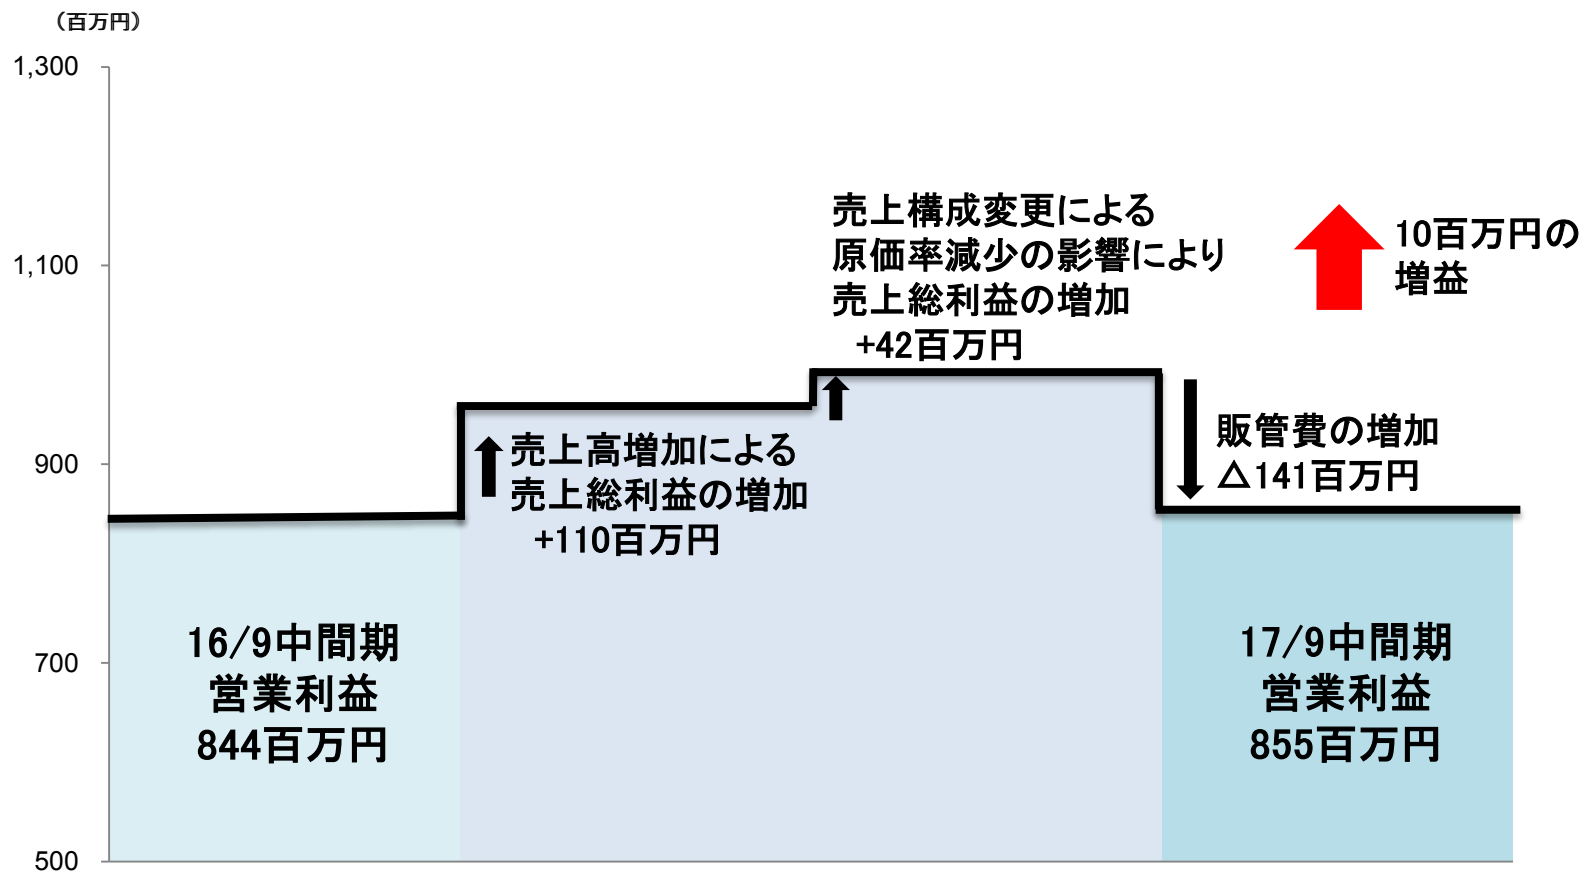 （百万円）
1,300
1,100
900
700
500
売上構成変更による
原価率減少の影響により
売上総利益の増加
+42百万円
10百万円の
増益
売上高増加による
売上総利益の増加
+110百万円
販管費の増加
△141百万円
16/9中間期
営業利益
844百万円
17/9中間期
営業利益
855百万円